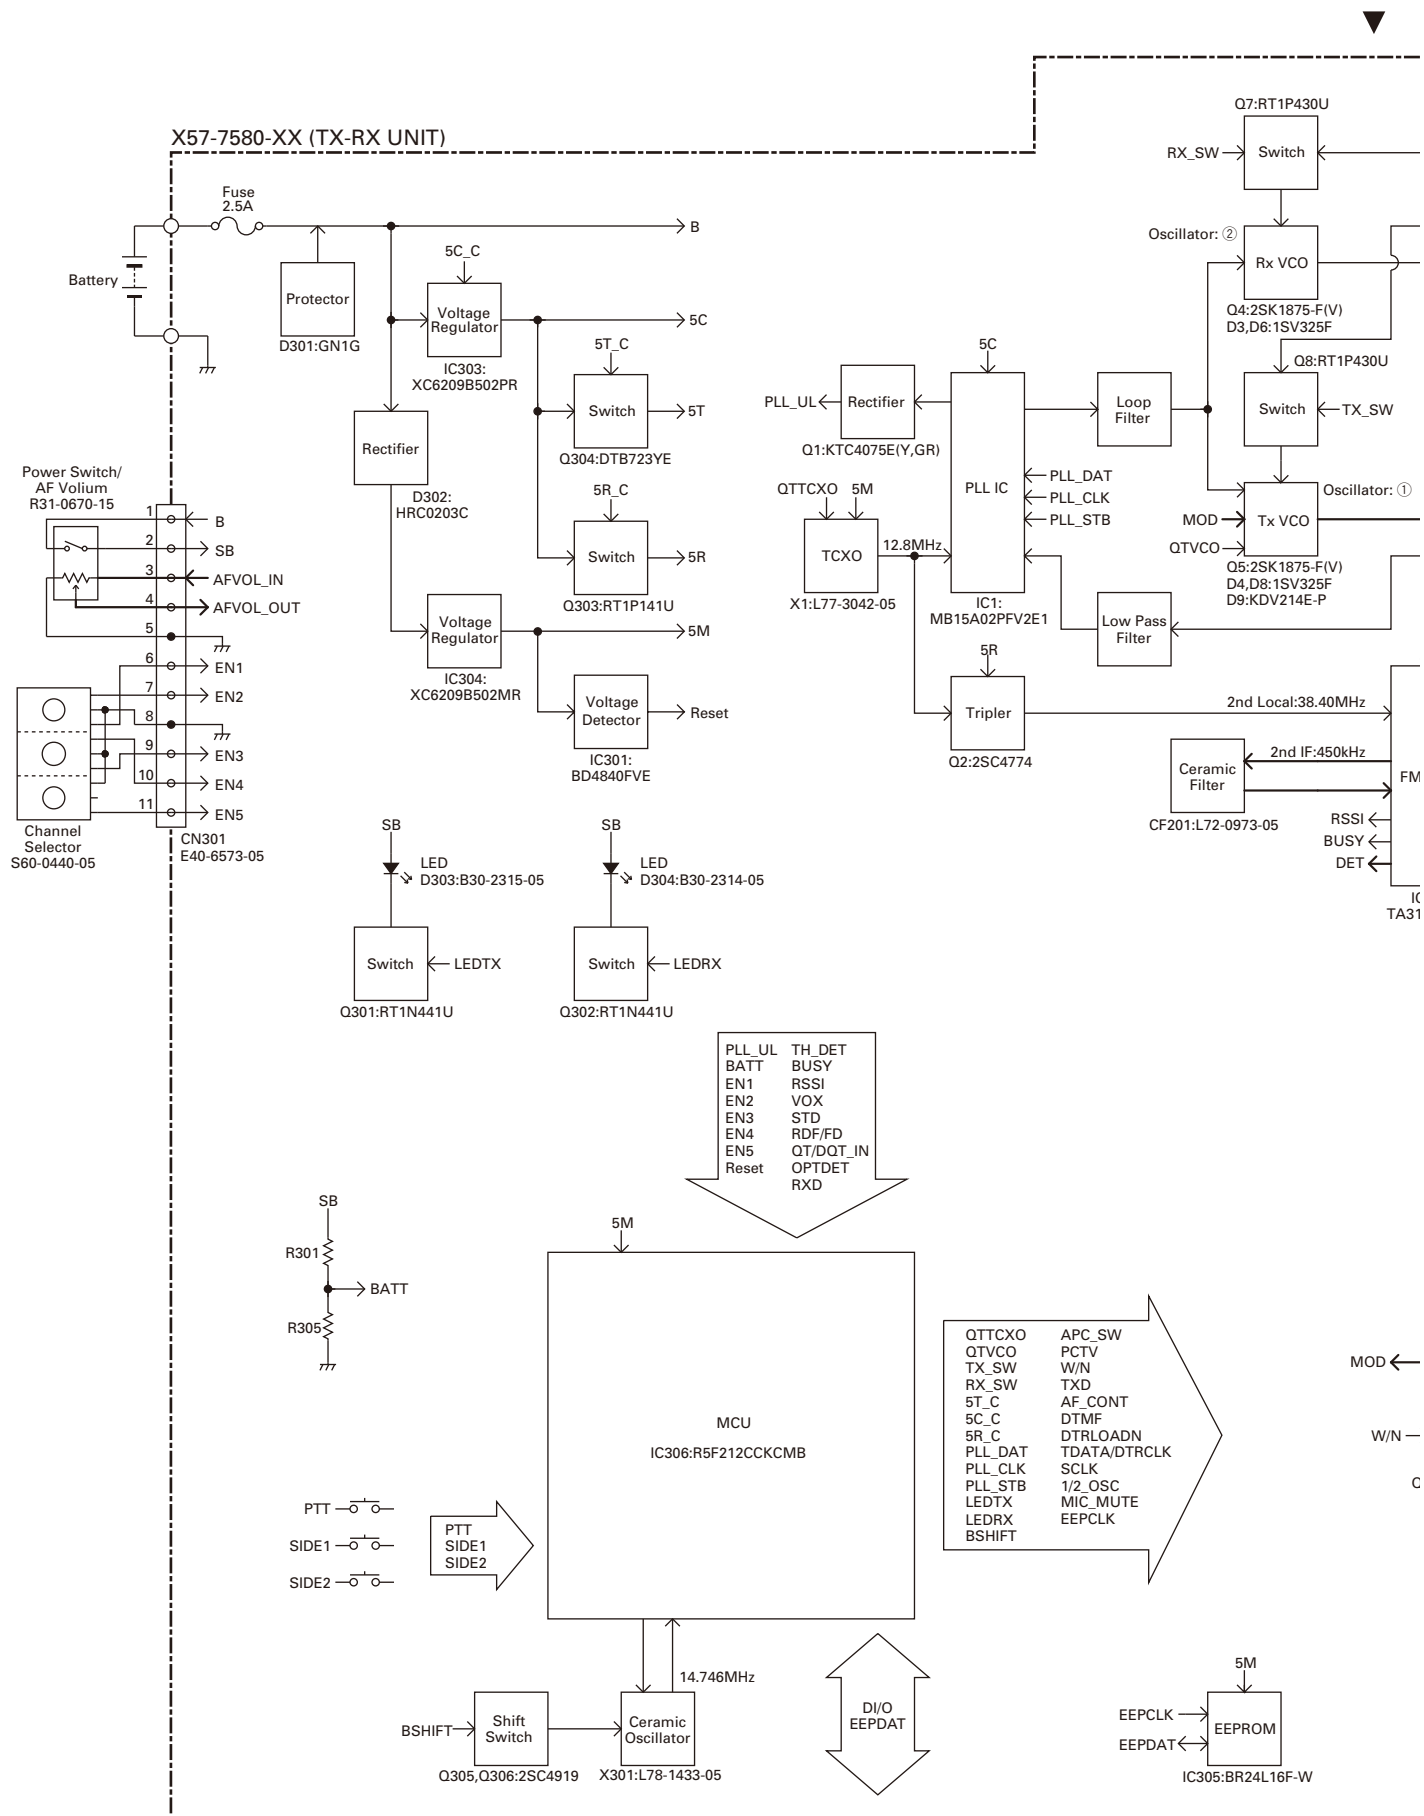 X57-7580-XX (TX-RX UNIT)
Fuse
2.5A
Battery
Protector
D301:GN1G
B
5C_C
Voltage
Regulator
IC303:
XC6209B502PR
5C
5T_C
Switch
5T
Q304:DTB723YE
Rectifier
D302:
HRC0203C
5R_C
Switch
5R
Q303:RT1P141U
Voltage
Regulator
IC304:
XC6209B502MR
5M
Voltage
Detector
Reset
IC301:
BD4840FVE
Power Switch/
AF Volium
R31-0670-15
1
B
2
SB
3
AFVOL_IN
4
AFVOL_OUT
5
6
EN1
7
EN2
8
9
EN3
10
EN4
11
EN5
Channel
Selector
S60-0440-05
CN301
E40-6573-05
SB
LED
D303:B30-2315-05
Switch
LEDTX
Q301:RT1N441U
SB
LED
D304:B30-2314-05
Switch
LEDRX
Q302:RT1N441U
Q7:RT1P430U
RX_SW
Switch
Oscillator: ②
Rx VCO
Q4:2SK1875-F(V)
D3,D6:1SV325F
Q8:RT1P430U
Switch
TX_SW
Oscillator: ①
MOD
Tx VCO
QTVCO
Q5:2SK1875-F(V)
D4,D8:1SV325F
D9:KDV214E-P
5C
PLL_UL
Rectifier
Q1:KTC4075E(Y,GR)
PLL IC
PLL_DAT
PLL_CLK
PLL_STB
IC1:
MB15A02PFV2E1
Loop
Filter
QTTCXO
5M
TCXO
12.8MHz
X1:L77-3042-05
Low Pass
Filter
5R
Tripler
Q2:2SC4774
2nd Local:38.40MHz
2nd IF:450kHz
Ceramic
Filter
CF201:L72-0973-05
FM
RSSI
BUSY
DET
IC
TA31
PLL_UL TH_DET
BATT BUSY
EN1 RSSI
EN2 VOX
EN3 STD
EN4 RDF/FD
EN5 QT/DQT_IN
Reset OPTDET
RXD
SB
R301
BATT
R305
5M
MCU
IC306:R5F212CCKCMB
QTTCXO APC_SW
QTVCO PCTV
TX_SW W/N
RX_SW TXD
5T_C AF_CONT
5C_C DTMF
5R_C DTRLOADN
PLL_DAT TDATA/DTRCLK
PLL_CLK SCLK
PLL_STB 1/2_OSC
LEDTX MIC_MUTE
LEDRX EEPCLK
BSHIFT
MOD
W/N
Q
PTT
SIDE1
SIDE2
PTT
SIDE1
SIDE2
14.746MHz
BSHIFT
Shift
Switch
Q305,Q306:2SC4919
Ceramic
Oscillator
X301:L78-1433-05
DI/O
EEPDAT
5M
EEPCLK
EEPDAT
EEPROM
IC305:BR24L16F-W